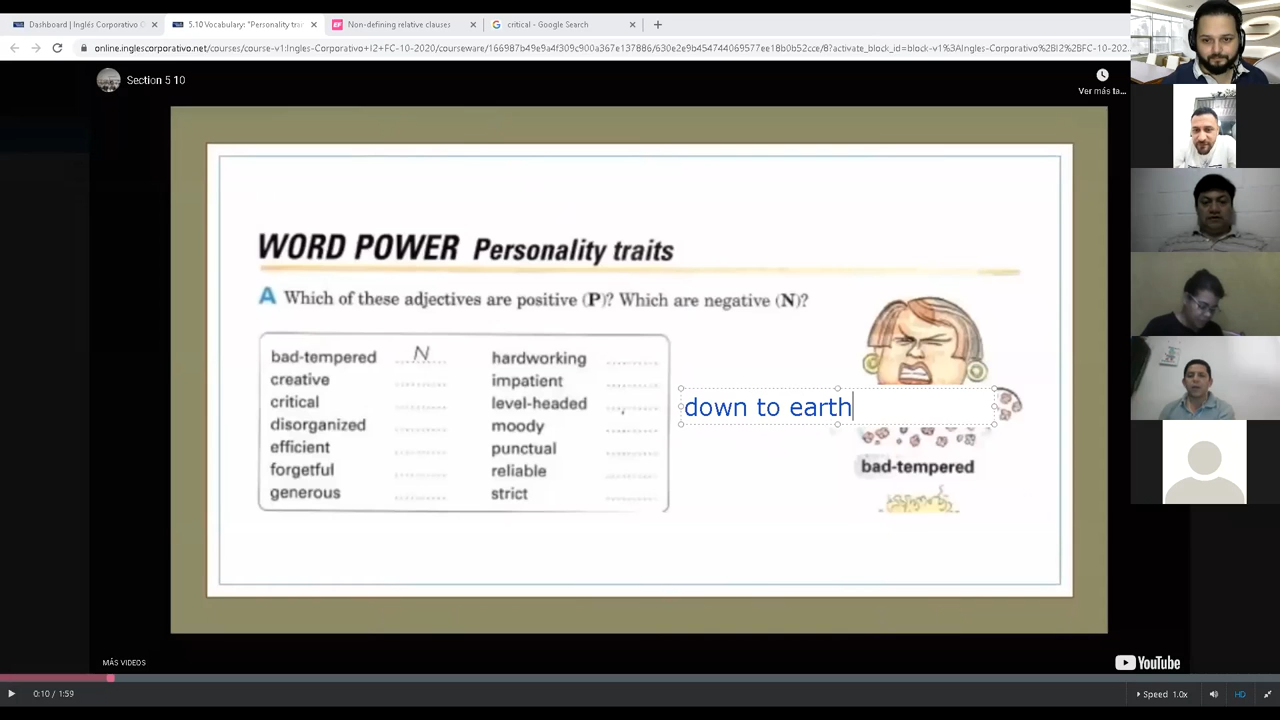 Dashboard | Inglés Corporativo
5.10 Vocabulary: "Personality trai
Non-defining relative clauses
critical - Google Search
Section 5 10
Ver más ta...
WORD POWER Personality traits
A Which of these adjectives are positive (P)? Which are negative (N)?
bad-tempered N hardworking
creative impatient
critical level-headed
disorganized moody
efficient punctual
forgetful reliable
generous strict
down to earth
bad-tempered
MÁS VIDEOS
YouTube
0:10 / 1:59
Speed 1.0x
HD